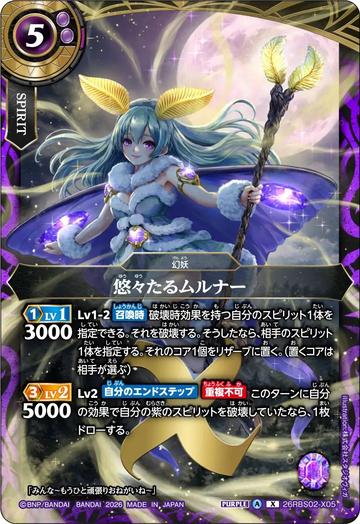 5
SPIRIT
幻妖
げんよう
悠々たるムルナー
ゆうゆう
1 LV1 3000
Lv1-2 召喚時 破壊時効果を持つ自分のスピリット1体を
指定できる。それを破壊する。そうしたなら、相手のスピリット
1体を指定する。それのコア1個をリザーブに置く。(置くコアは
相手が選ぶ)
3 LV2 5000
Lv2 自分のエンドステップ 重複不可 このターンに自分
の効果で自分の紫のスピリットを破壊していたなら、1枚
ドローする。
「みんな~もうひと頑張りおねがいね~」
©BNP/BANDAI BANDAI 2026 MADE IN JAPAN
PURPLE A X 26RBS02-X05